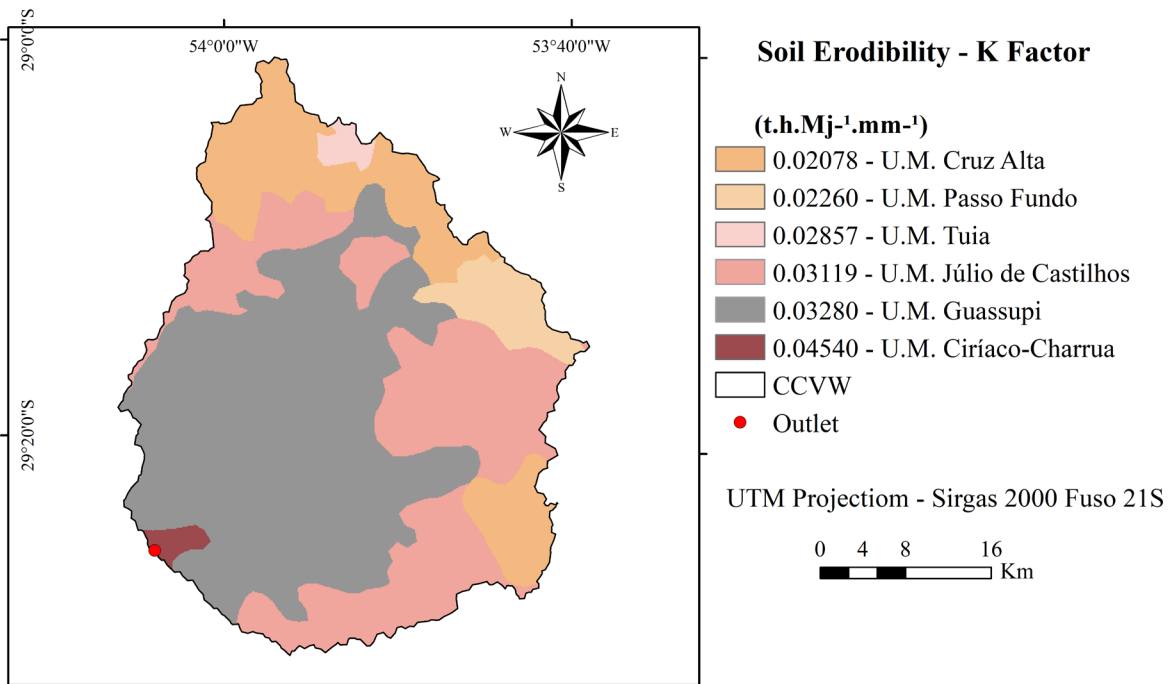 29°0'0"S
54°0'0"W
53°40'0"W
29°20'0"S
N
W
E
S
Soil Erodibility - K Factor
(t.h.Mj-¹.mm-¹)
0.02078 - U.M. Cruz Alta
0.02260 - U.M. Passo Fundo
0.02857 - U.M. Tuia
0.03119 - U.M. Júlio de Castilhos
0.03280 - U.M. Guassupi
0.04540 - U.M. Ciríaco-Charrua
CCVW
Outlet
UTM Projectiom - Sirgas 2000 Fuso 21S
0 4 8 16
Km